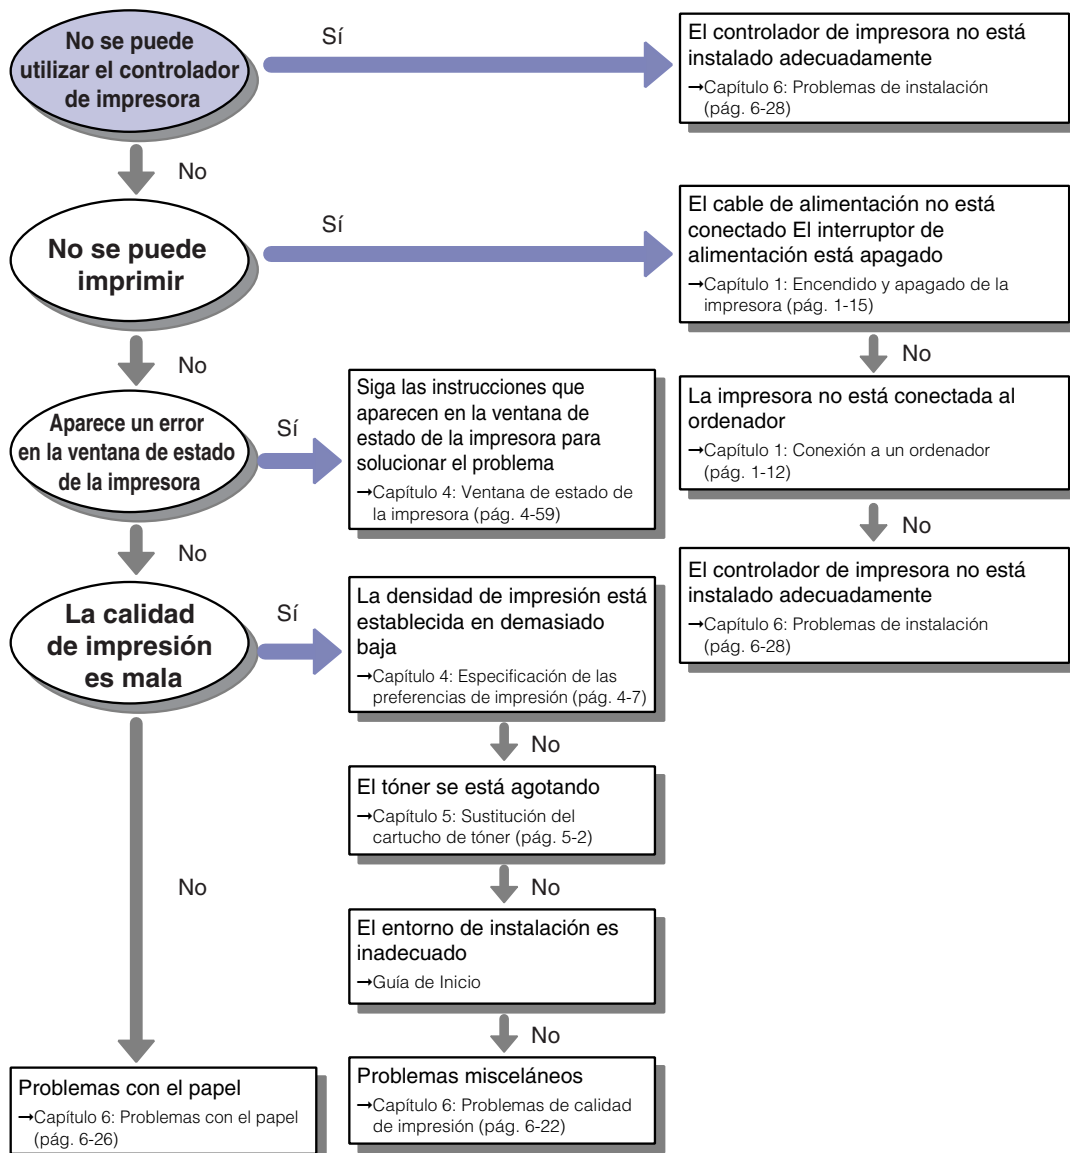 No se puede
utilizar el controlador
de impresora
Sí
El controlador de impresora no está
instalado adecuadamente
→Capítulo 6: Problemas de instalación
(pág. 6-28)
No
No se puede
imprimir
Sí
El cable de alimentación no está
conectado El interruptor de
alimentación está apagado
→Capítulo 1: Encendido y apagado de la
impresora (pág. 1-15)
No
No
Aparece un error
en la ventana de estado
de la impresora
Sí
Siga las instrucciones que
aparecen en la ventana de
estado de la impresora para
solucionar el problema
→Capítulo 4: Ventana de estado de
la impresora (pág. 4-59)
La impresora no está conectada al
ordenador
→Capítulo 1: Conexión a un ordenador
(pág. 1-12)
No
No
La calidad
de impresión
es mala
Sí
La densidad de impresión está
establecida en demasiado
baja
→Capítulo 4: Especificación de las
preferencias de impresión (pág. 4-7)
El controlador de impresora no está
instalado adecuadamente
→Capítulo 6: Problemas de instalación
(pág. 6-28)
No
El tóner se está agotando
→Capítulo 5: Sustitución del
cartucho de tóner (pág. 5-2)
No
No
El entorno de instalación es
inadecuado
→Guía de Inicio
No
Problemas con el papel
→Capítulo 6: Problemas con el papel
(pág. 6-26)
Problemas misceláneos
→Capítulo 6: Problemas de calidad
de impresión (pág. 6-22)